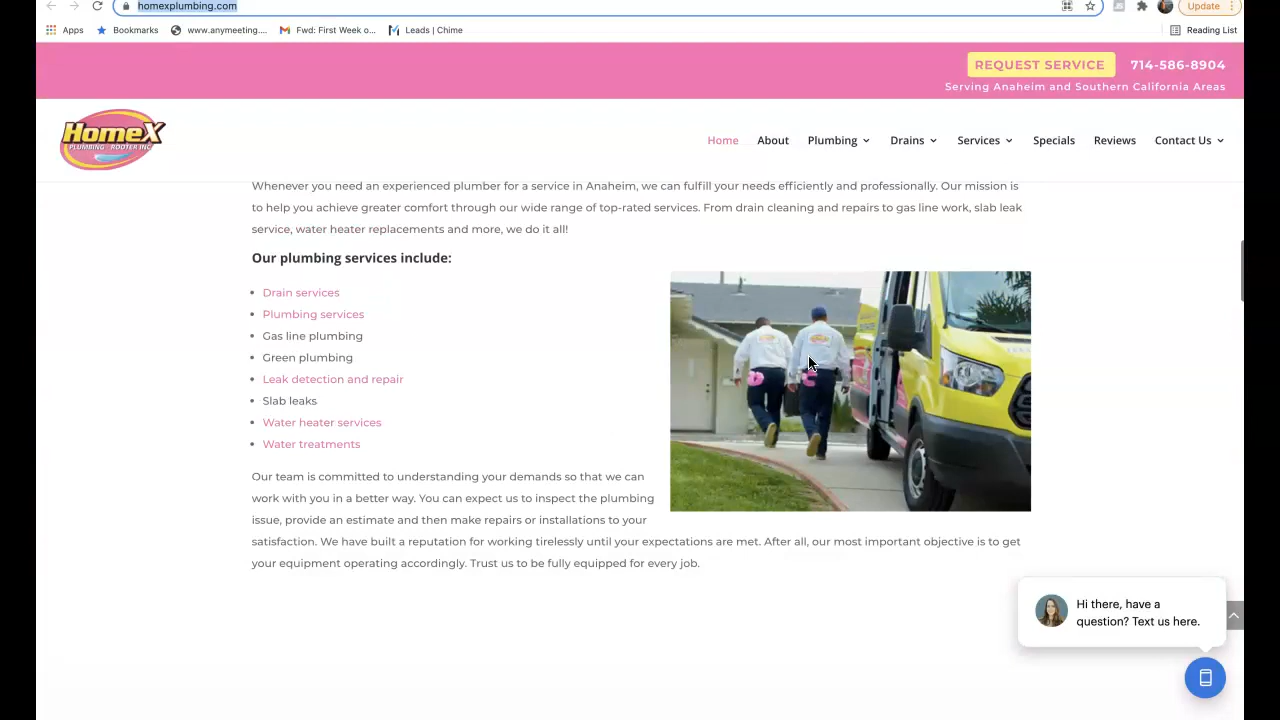 homexplumbing.com
Update
Apps
Bookmarks
www.anymeeting....
Fwd: First Week o...
Leads | Chime
Reading List
REQUEST SERVICE
714-586-8904
Serving Anaheim and Southern California Areas
HomeX
PLUMBING & ROOTER INC
Home
About
Plumbing
Drains
Services
Specials
Reviews
Contact Us
Whenever you need an experienced plumber for a service in Anaheim, we can fulfill your needs efficiently and professionally. Our mission is
to help you achieve greater comfort through our wide range of top-rated services. From drain cleaning and repairs to gas line work, slab leak
service, water heater replacements and more, we do it all!
Our plumbing services include:
Drain services
Plumbing services
Gas line plumbing
Green plumbing
Leak detection and repair
Slab leaks
Water heater services
Water treatments
Our team is committed to understanding your demands so that we can
work with you in a better way. You can expect us to inspect the plumbing
issue, provide an estimate and then make repairs or installations to your
satisfaction. We have built a reputation for working tirelessly until your expectations are met. After all, our most important objective is to get
your equipment operating accordingly. Trust us to be fully equipped for every job.
Hi there, have a
question? Text us here.